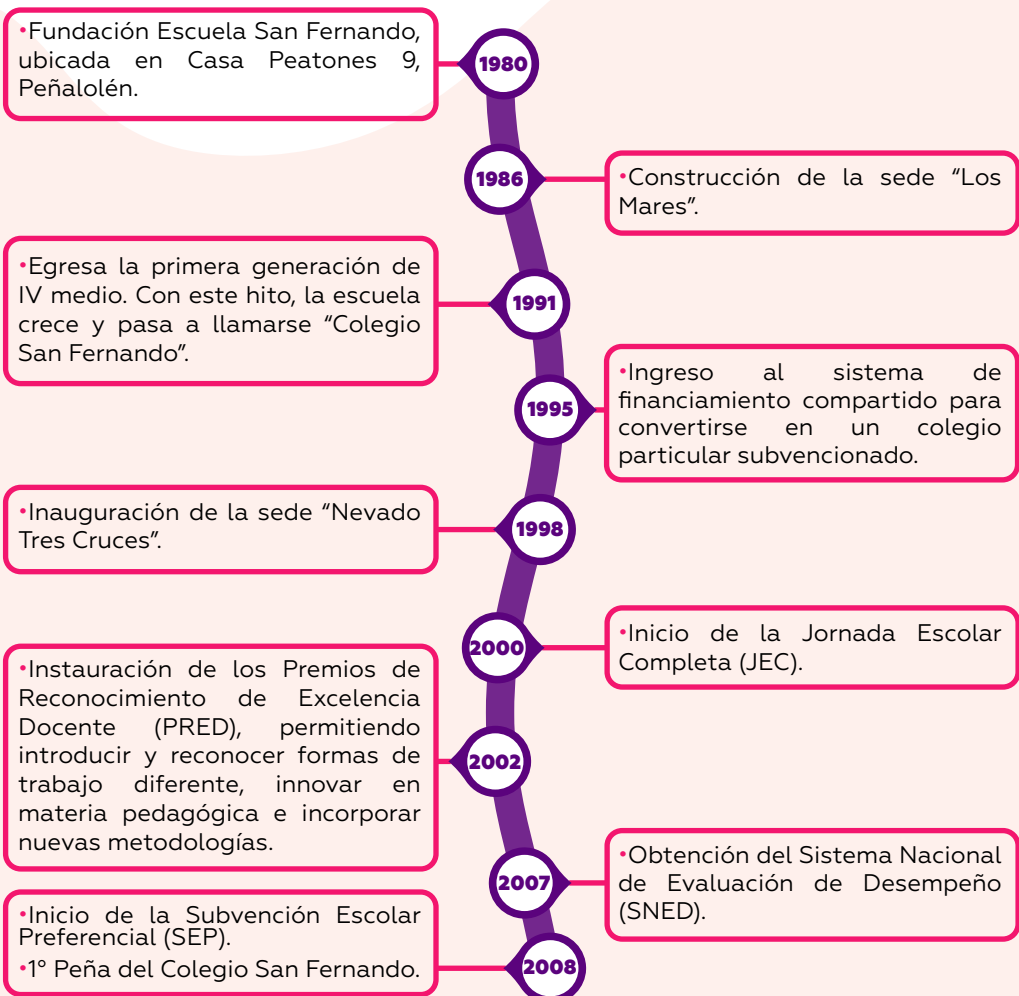 •Fundación Escuela San Fernando,
ubicada en Casa Peatones 9,
Peñalolén.
1980
1986
•Construcción de la sede “Los
Mares”.
•Egresa la primera generación de
IV medio. Con este hito, la escuela
crece y pasa a llamarse “Colegio
San Fernando”.
1991
1995
•Ingreso al sistema de
financiamiento compartido para
convertirse en un colegio
particular subvencionado.
•Inauguración de la sede “Nevado
Tres Cruces”.
1998
2000
•Inicio de la Jornada Escolar
Completa (JEC).
•Instauración de los Premios de
Reconocimiento de Excelencia
Docente (PRED), permitiendo
introducir y reconocer formas de
trabajo diferente, innovar en
materia pedagógica e incorporar
nuevas metodologías.
2002
2007
•Obtención del Sistema Nacional
de Evaluación de Desempeño
(SNED).
•Inicio de la Subvención Escolar
Preferencial (SEP).
•1° Peña del Colegio San Fernando.
2008